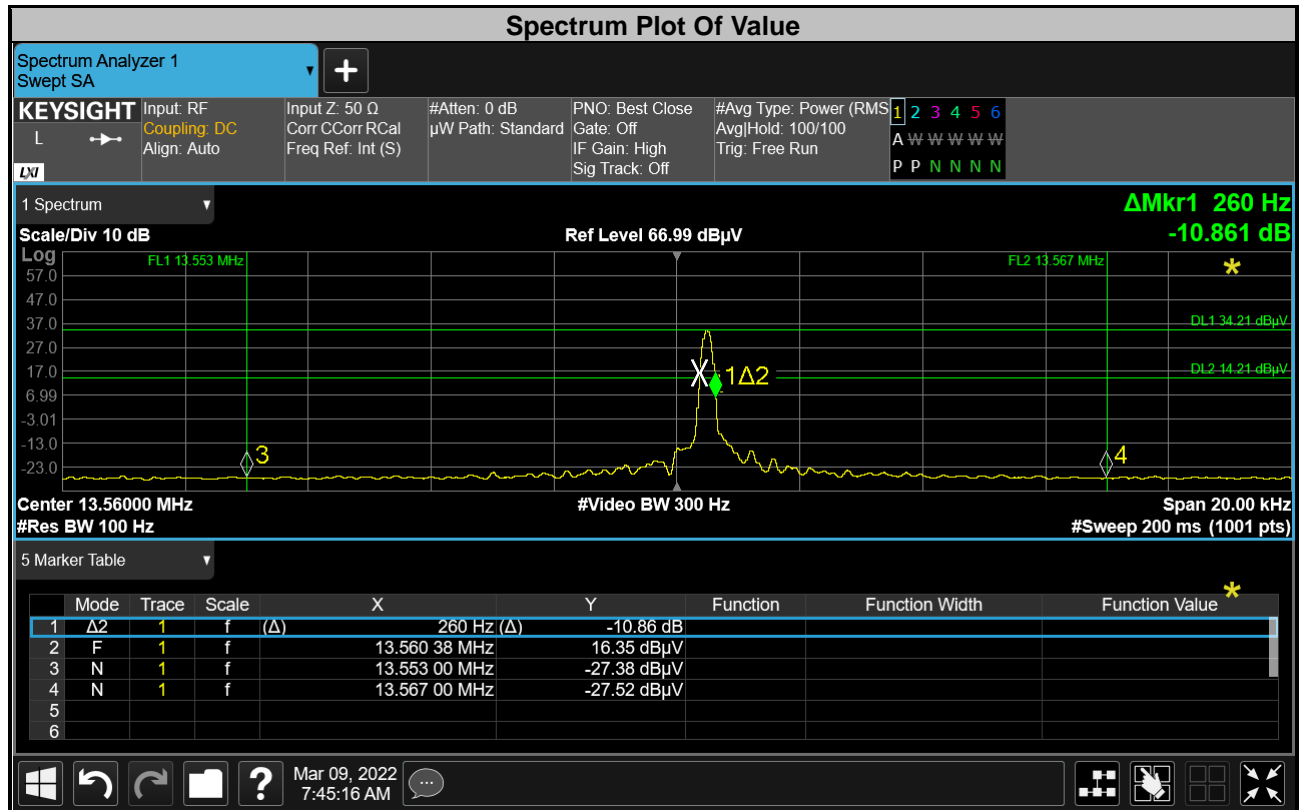 Spectrum Plot Of Value
Spectrum Analyzer 1
Swept SA
KEYSIGHT Input: RF Input Z: 50 Ω #Atten: 0 dB PNO: Best Close #Avg Type: Power (RMS 1 2 3 4 5 6
L Coupling: DC Corr CCorr RCal µW Path: Standard Gate: Off Avg|Hold: 100/100 A W W W W W
Align: Auto Freq Ref: Int (S) IF Gain: High Trig: Free Run
LXI Sig Track: Off P P N N N N
1 Spectrum ΔMkr1 260 Hz
Scale/Div 10 dB Ref Level 66.99 dBµV -10.861 dB
Log FL1 13.553 MHz FL2 13.567 MHz *
57.0
47.0
37.0 DL1 34.21 dBµV
27.0
17.0 X 1Δ2 DL2 14.21 dBµV
6.99
-3.01
-13.0 3 4
-23.0
Center 13.56000 MHz #Video BW 300 Hz Span 20.00 kHz
#Res BW 100 Hz #Sweep 200 ms (1001 pts)
5 Marker Table
*
Mode Trace Scale X Y Function Function Width Function Value
1 Δ2 1 f (Δ) 260 Hz (Δ) -10.86 dB
2 F 1 f 13.560 38 MHz 16.35 dBµV
3 N 1 f 13.553 00 MHz -27.38 dBµV
4 N 1 f 13.567 00 MHz -27.52 dBµV
5
6
? Mar 09, 2022
7:45:16 AM